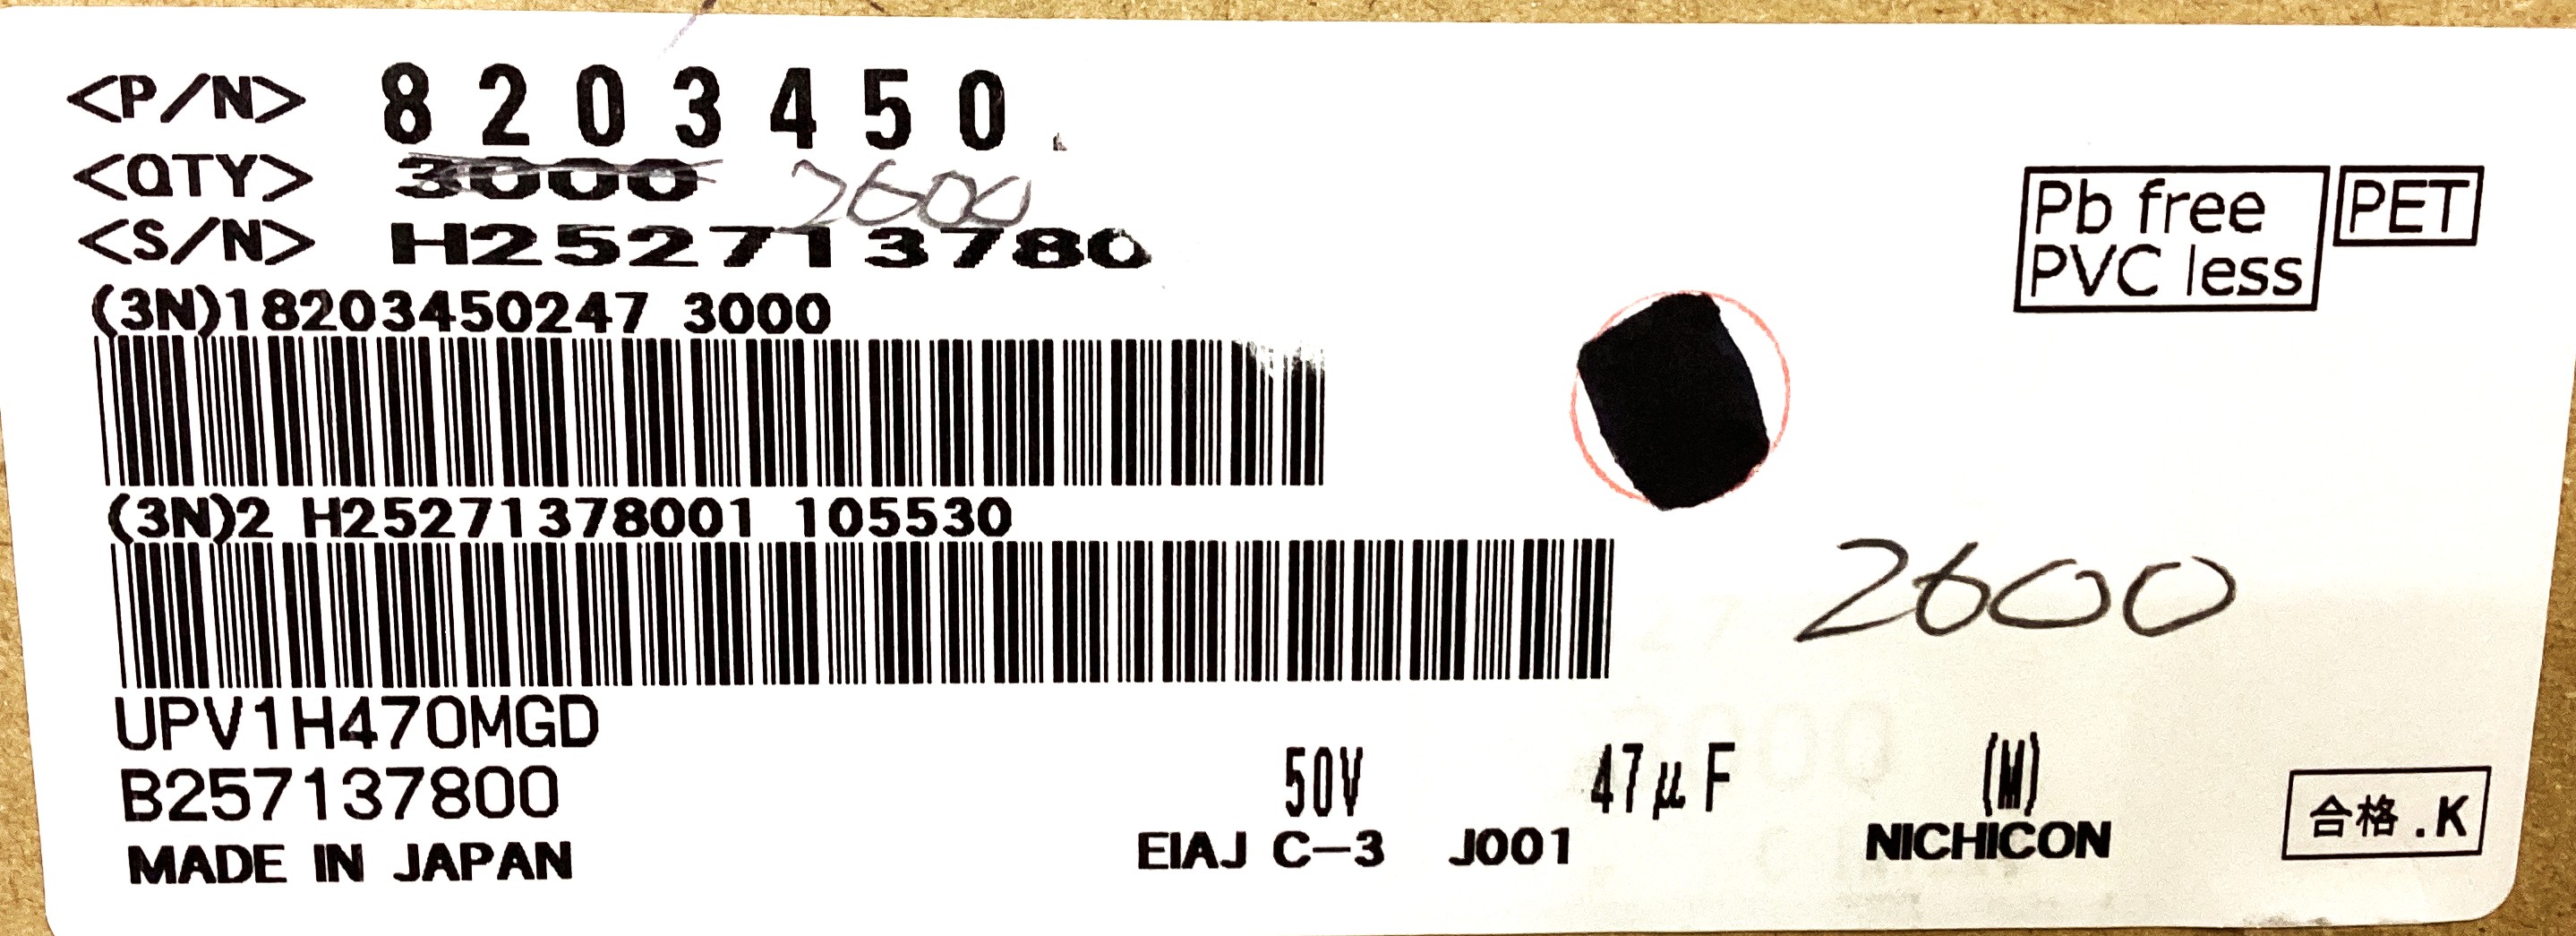 <P/N> 8203450
<QTY> 3000 2600
<S/N> H252713780
Pb free
PVC less
PET
(3N)18203450247 3000
(3N)2 H25271378001 105530
2600
UPV1H470MGD
B257137800
50V 47μF (M)
MADE IN JAPAN
EIAJ C-3 J001 NICHICON
合格.K